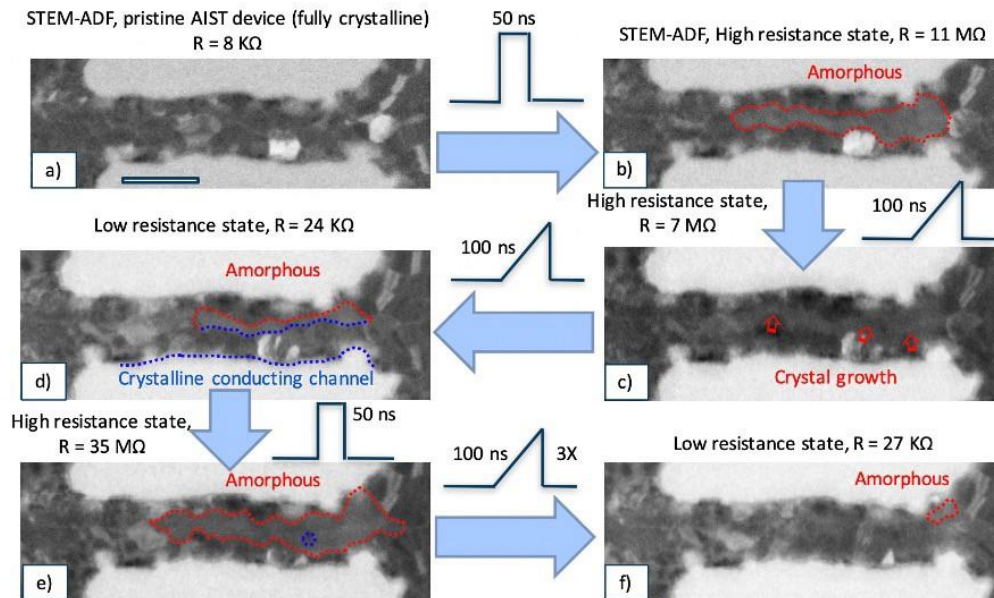 STEM-ADF, pristine AIST device (fully crystalline)
R = 8 KΩ
50 ns
STEM-ADF, High resistance state, R = 11 MΩ
Amorphous
a)
b)
High resistance state,
R = 7 MΩ
100 ns
Low resistance state, R = 24 KΩ
100 ns
Amorphous
Crystalline conducting channel
d)
Crystal growth
c)
High resistance state,
R = 35 MΩ
50 ns
100 ns
3X
Low resistance state, R = 27 KΩ
Amorphous
Amorphous
e)
f)